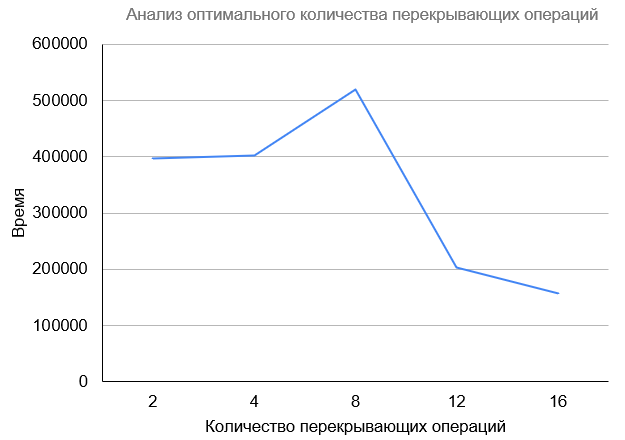 Анализ оптимального количества перекрывающих операций
600000
500000
400000
300000
200000
100000
0
Время
2 4 8 12 16
Количество перекрывающих операций